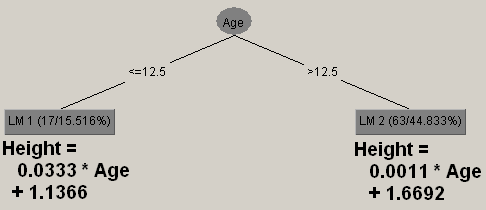 Age
<=12.5
>12.5
LM 1 (17/15.516%)
LM 2 (63/44.833%)
Height =
0.0333 * Age
+ 1.1366
Height =
0.0011 * Age
+ 1.6692